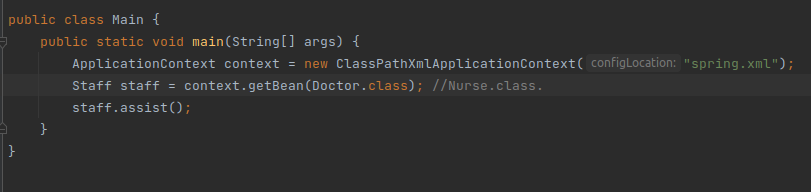 public class Main {
    public static void main(String[] args) {
        ApplicationContext context = new ClassPathXmlApplicationContext( configLocation: "spring.xml");
        Staff staff = context.getBean(Doctor.class); //Nurse.class.
        staff.assist();
    }
}